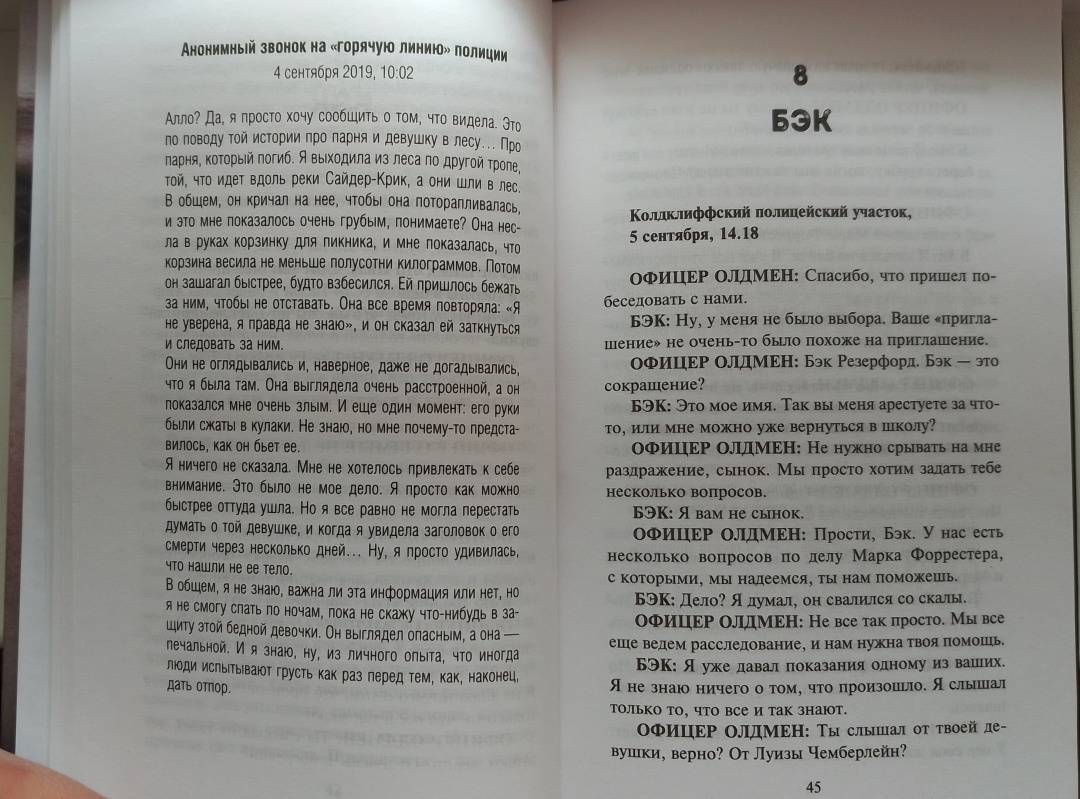 Анонимный звонок на «горячую линию» полиции
4 сентября 2019, 10:02
Алло? Да, я просто хочу сообщить о том, что видела. Это
по поводу той истории про парня и девушку в лесу… Про
парня, который погиб. Я выходила из леса по другой тропе,
той, что идет вдоль реки Сайдер-Крик, а они шли в лес.
В общем, он кричал на нее, чтобы она поторапливалась,
и это мне показалось очень грубым, понимаете? Она нес-
ла в руках корзинку для пикника, и мне показалась, что
корзина весила не меньше полусотни килограммов. Потом
он зашагал быстрее, будто взбесился. Ей пришлось бежать
за ним, чтобы не отставать. Она все время повторяла: «Я
не уверена, я правда не знаю», и он сказал ей заткнуться
и следовать за ним.
Они не оглядывались и, наверное, даже не догадывались,
что я была там. Она выглядела очень расстроенной, а он
показался мне очень злым. И еще один момент: его руки
были сжаты в кулаки. Не знаю, но мне почему-то предста-
вилось, как он бьет ее.
Я ничего не сказала. Мне не хотелось привлекать к себе
внимание. Это было не мое дело. Я просто как можно
быстрее оттуда ушла. Но я все равно не могла перестать
думать о той девушке, и когда я увидела заголовок о его
смерти через несколько дней… Ну, я просто удивилась,
что нашли не ее тело.
В общем, я не знаю, важна ли эта информация или нет, но
я не смогу спать по ночам, пока не скажу что-нибудь в за-
щиту этой бедной девочки. Он выглядел опасным, а она —
печальной. И я знаю, ну, из личного опыта, что иногда
люди испытывают грусть как раз перед тем, как, наконец,
дать отпор.
8
БЭК
Колдклиффский полицейский участок,
5 сентября, 14.18
ОФИЦЕР ОЛДМЕН: Спасибо, что пришел по-
беседовать с нами.
БЭК: Ну, у меня не было выбора. Ваше «пригла-
шение» не очень-то было похоже на приглашение.
ОФИЦЕР ОЛДМЕН: Бэк Резерфорд. Бэк — это
сокращение?
БЭК: Это мое имя. Так вы меня арестуете за что-
то, или мне можно уже вернуться в школу?
ОФИЦЕР ОЛДМЕН: Не нужно срывать на мне
раздражение, сынок. Мы просто хотим задать тебе
несколько вопросов.
БЭК: Я вам не сынок.
ОФИЦЕР ОЛДМЕН: Прости, Бэк. У нас есть
несколько вопросов по делу Марка Форрестера,
с которыми, мы надеемся, ты нам поможешь.
БЭК: Дело? Я думал, он свалился со скалы.
ОФИЦЕР ОЛДМЕН: Не все так просто. Мы все
еще ведем расследование, и нам нужна твоя помощь.
БЭК: Я уже давал показания одному из ваших.
Я не знаю ничего о том, что произошло. Я слышал
только то, что все и так знают.
ОФИЦЕР ОЛДМЕН: Ты слышал от твоей де-
вушки, верно? От Луизы Чемберлейн?
45